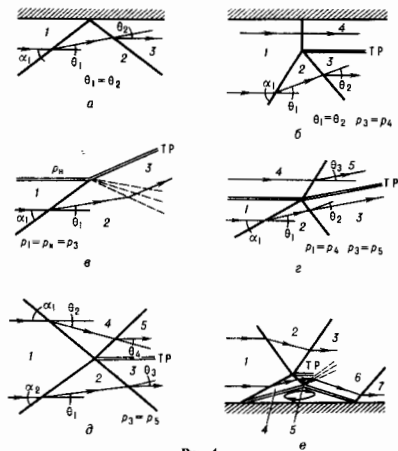 1 2 3
α₁ θ₁ θ₂
θ₁ = θ₂
а
1 4
ТР
2 3
α₁ θ₁ θ₂
θ₁ = θ₂ p₃ = p₄
б
pн ТР
1 2 3
α₁ θ₁
p₁ = pн = p₃
в
4 θ₃ 5
ТР
1 2 3
α₁ θ₁ θ₂
p₁ = p₄ p₃ = p₅
г
α₁ θ₂ 4 5
1 θ₄ ТР
2 3 θ₃
α₂ θ₁
p₃ = p₅
д
2 3
1 ТР
6 7
4 5
е